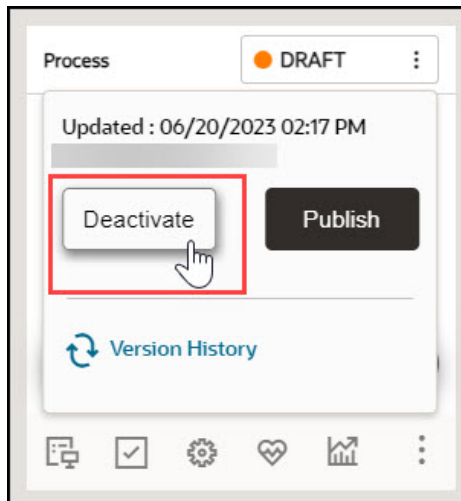 Process
DRAFT
Updated : 06/20/2023 02:17 PM
Deactivate
Publish
Version History